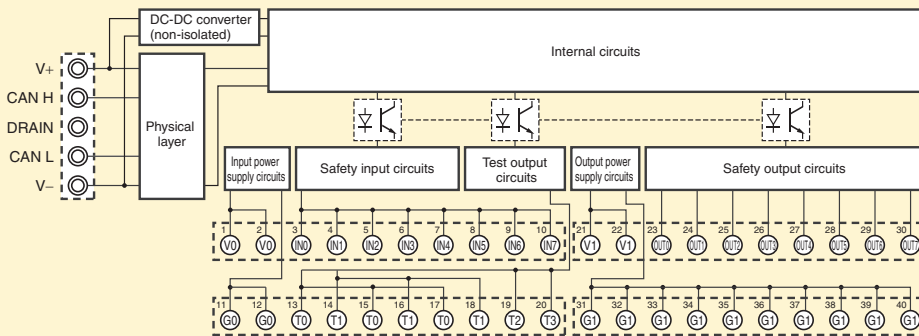 DC-DC converter
(non-isolated)
Internal circuits
V+
CAN H
DRAIN
CAN L
V−
Physical
layer
Input power
supply circuits
Safety input circuits
Test output
circuits
Output power
supply circuits
Safety output circuits
1 2 3 4 5 6 7 8 9 10 21 22 23 24 25 26 27 28 29 30
V0 V0 IN0 IN1 IN2 IN3 IN4 IN5 IN6 IN7 V1 V1 OUT0 OUT1 OUT2 OUT3 OUT4 OUT5 OUT6 OUT7
11 12 13 14 15 16 17 18 19 20 31 32 33 34 35 36 37 38 39 40
G0 G0 T0 T1 T0 T1 T0 T1 T2 T3 G1 G1 G1 G1 G1 G1 G1 G1 G1 G1